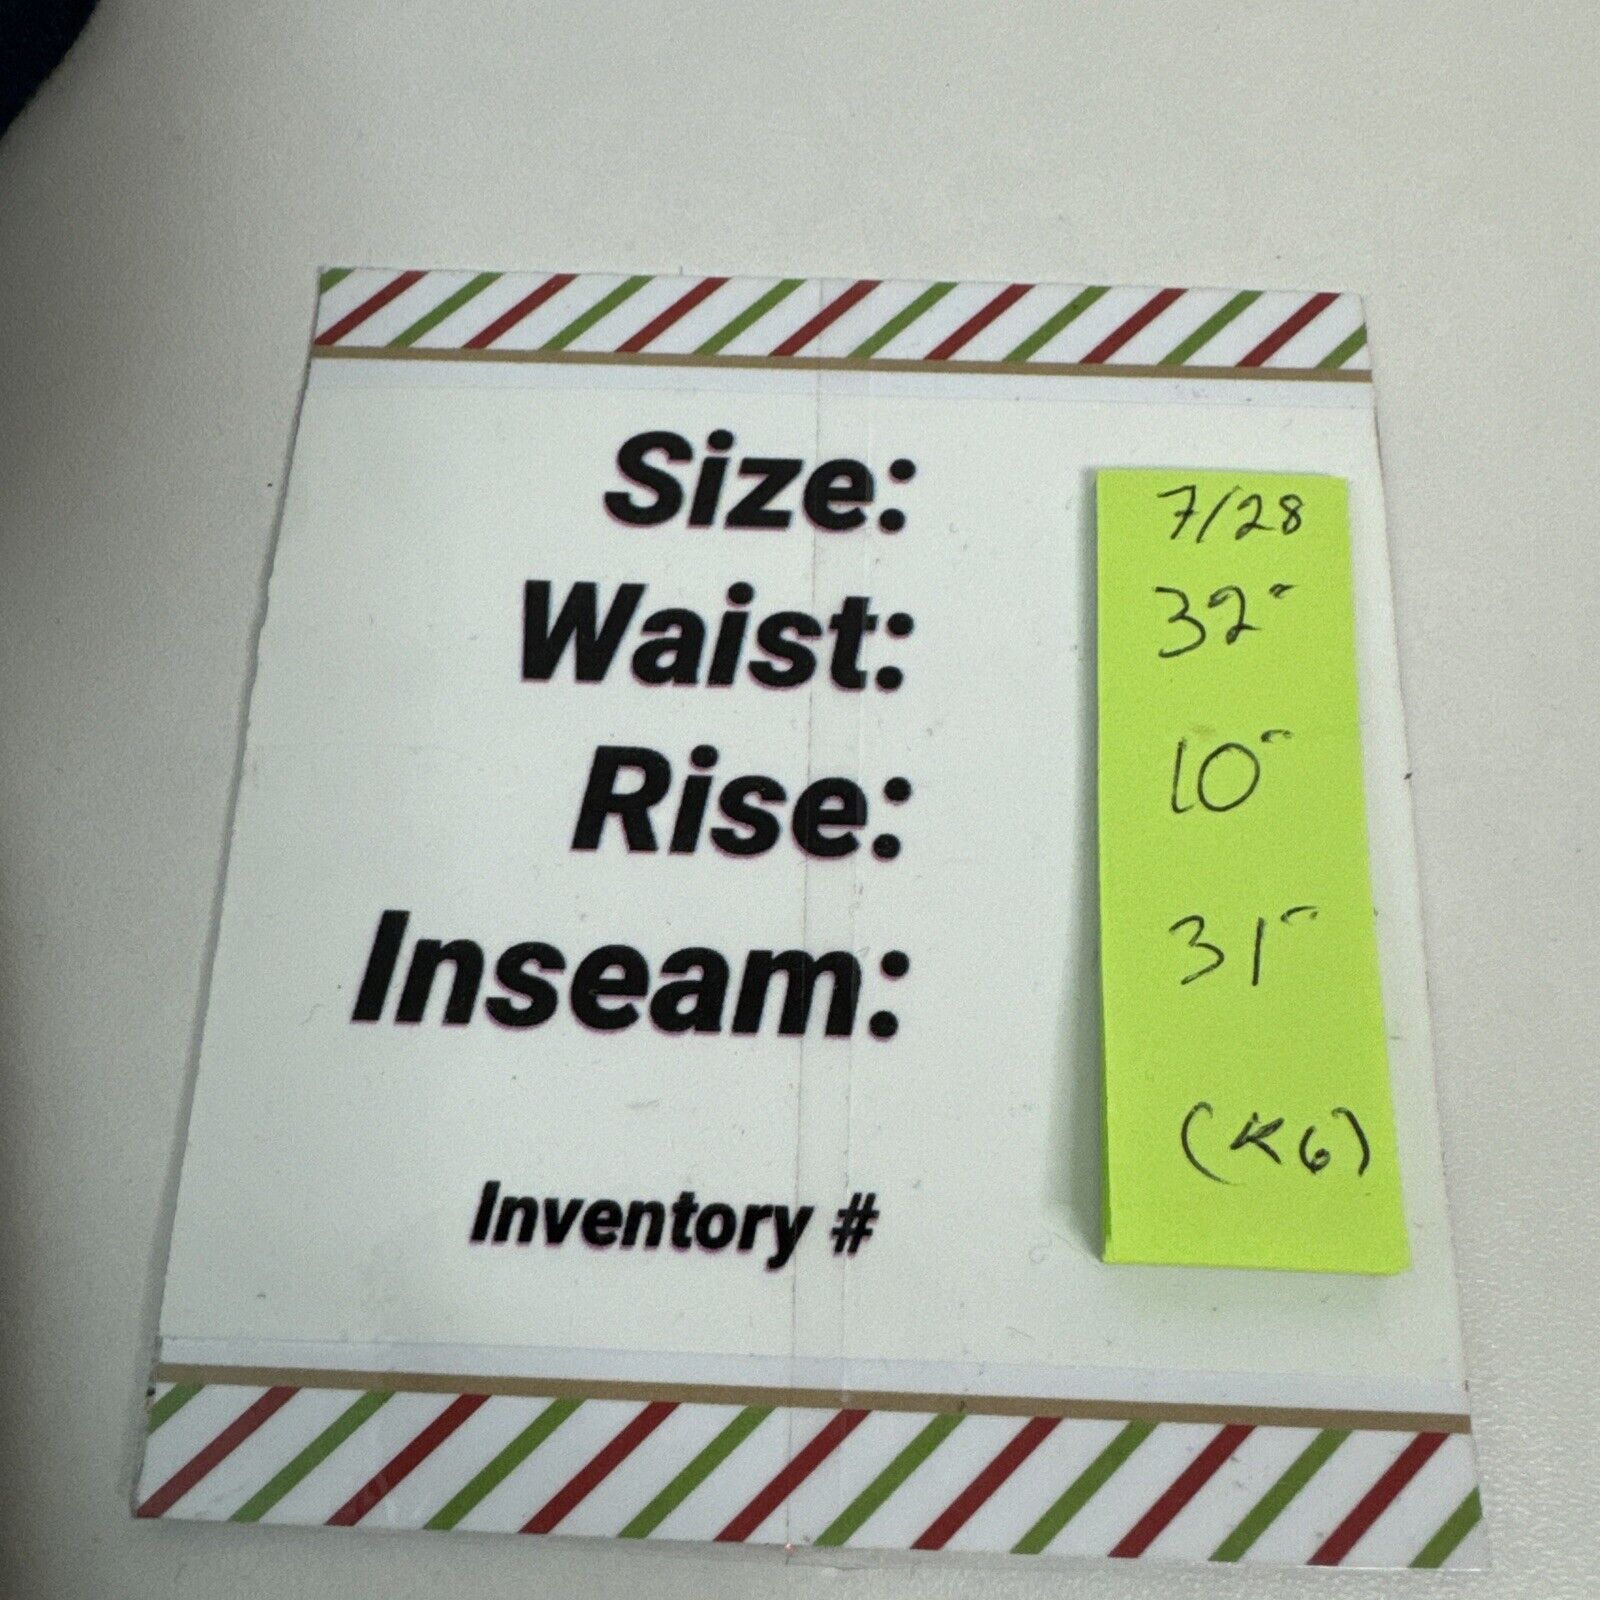 Size: 7/28
Waist: 32"
Rise: 10"
Inseam: 31"
Inventory # (K6)